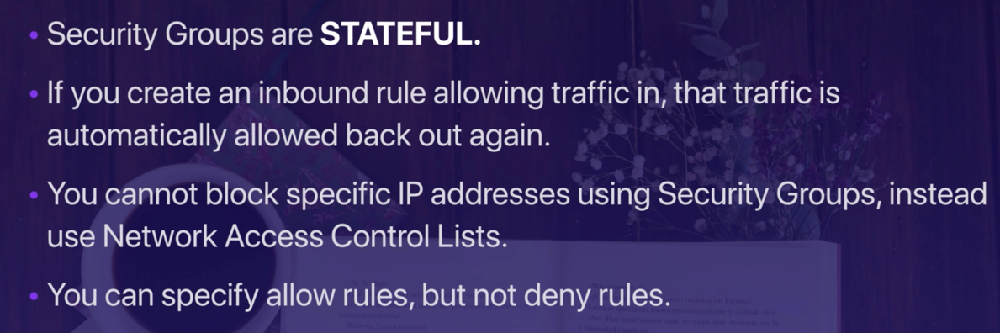 • Security Groups are STATEFUL.
• If you create an inbound rule allowing traffic in, that traffic is
automatically allowed back out again.
• You cannot block specific IP addresses using Security Groups, instead
use Network Access Control Lists.
• You can specify allow rules, but not deny rules.